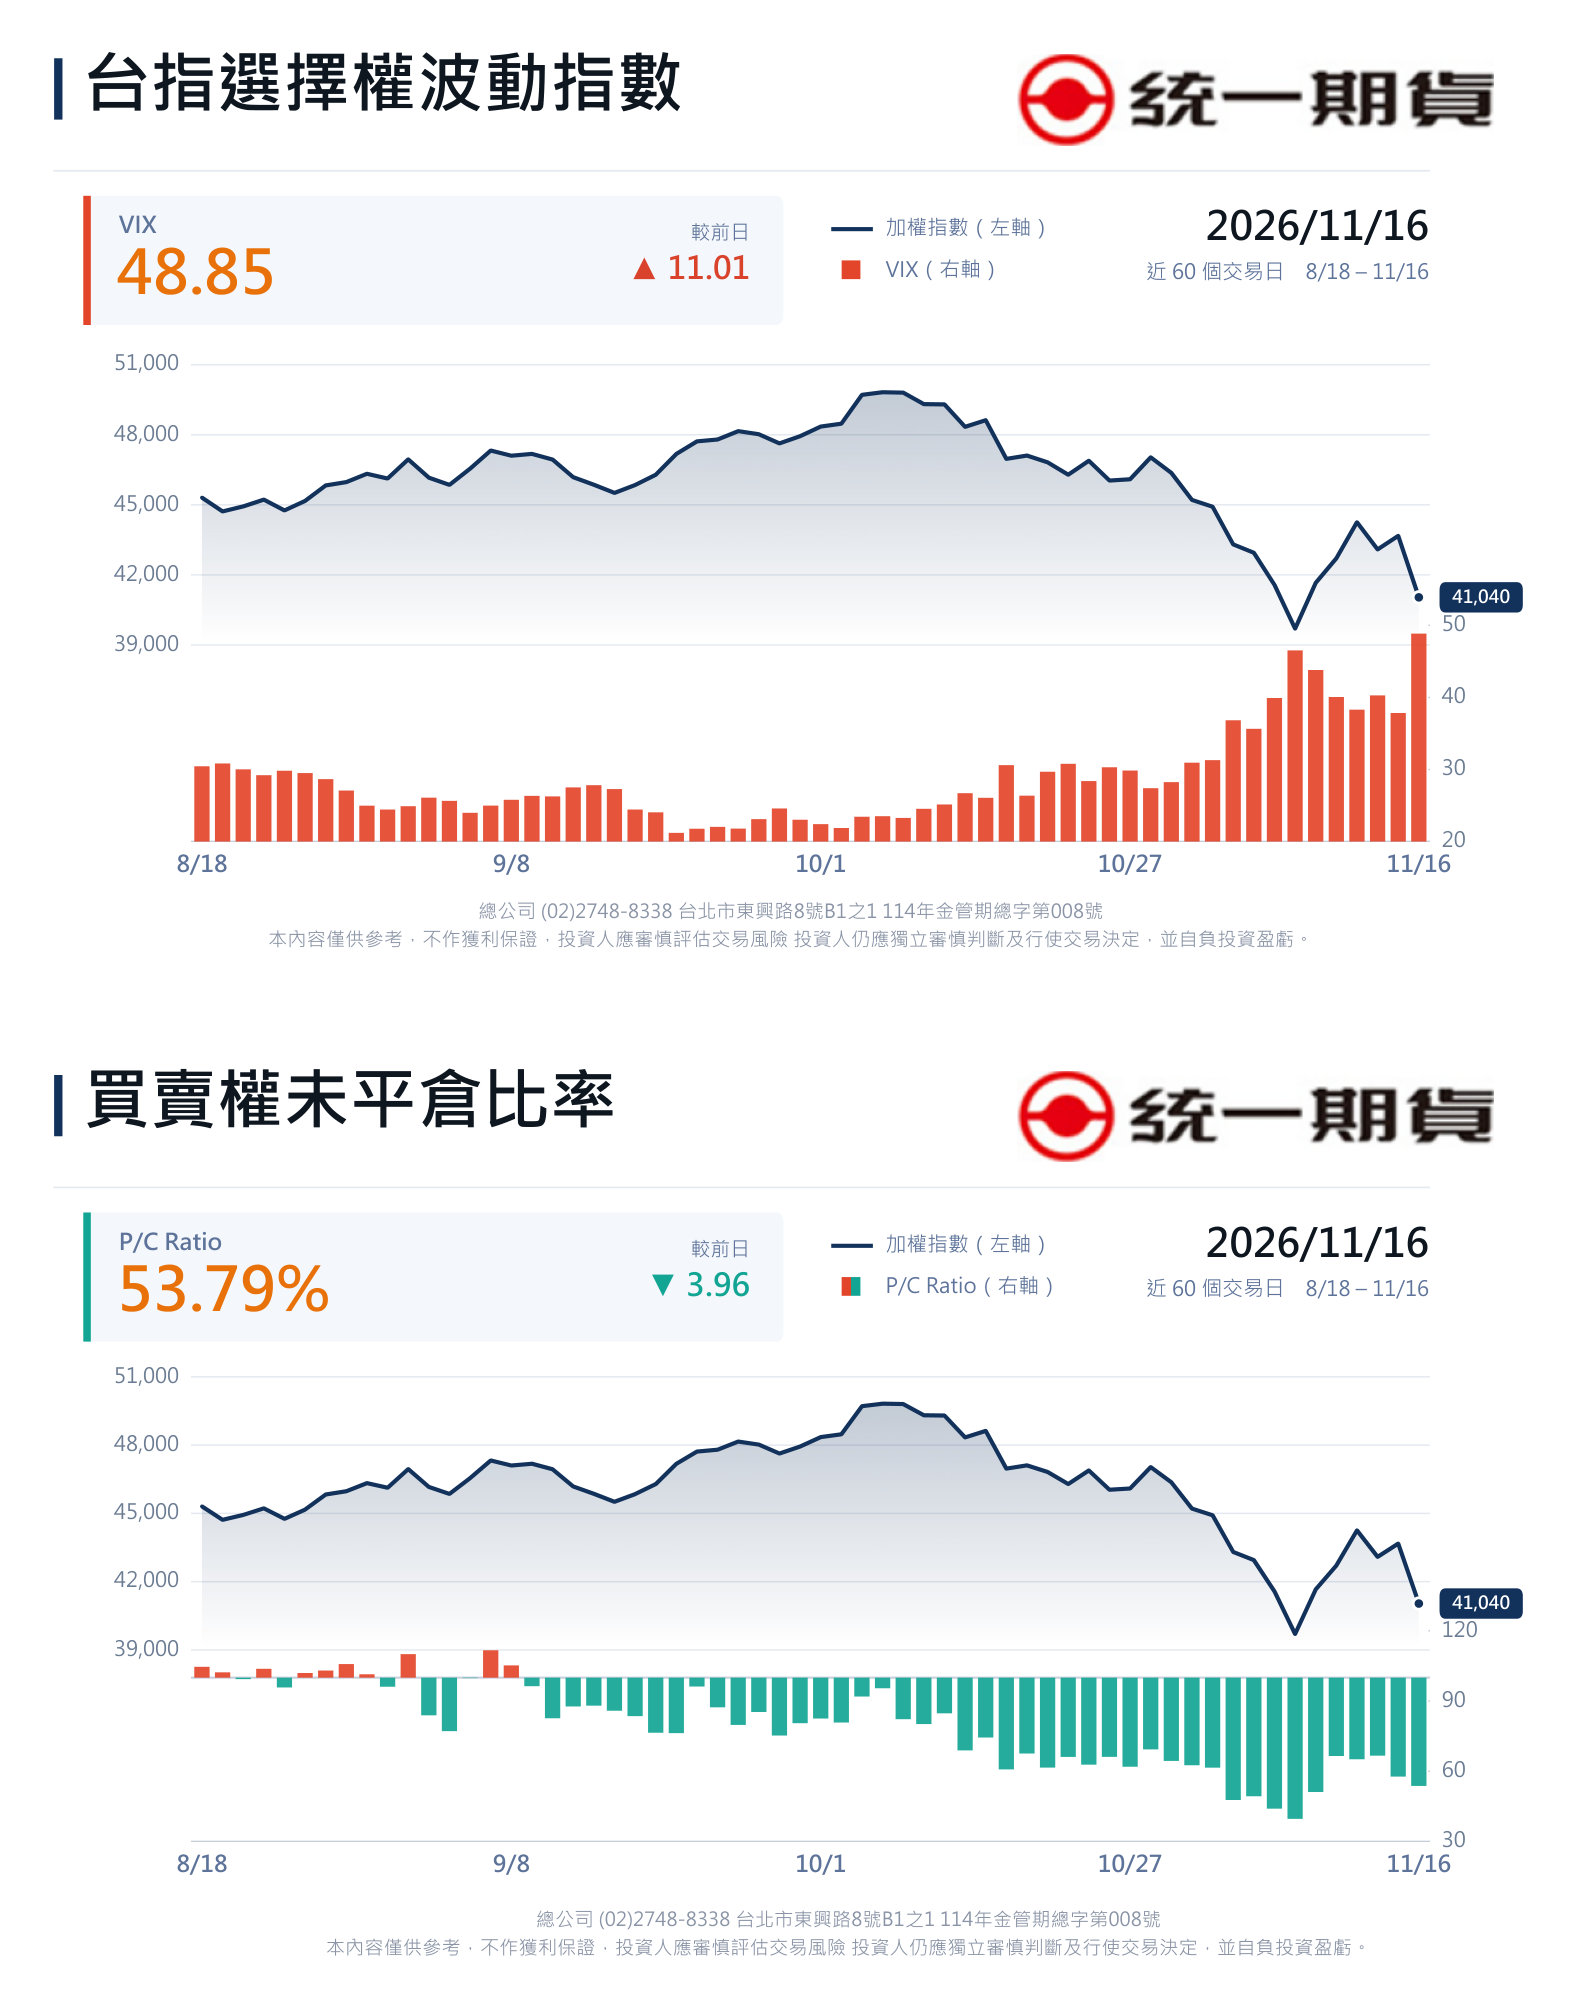 台指選擇權波動指數
統一期貨
VIX
48.85
較前日
▲ 11.01
加權指數（左軸）
VIX（右軸）
2026/11/16
近 60 個交易日 8/18 – 11/16
51,000
48,000
45,000
42,000
39,000
41,040
50
40
30
20
8/18
9/8
10/1
10/27
11/16
總公司 (02)2748-8338 台北市東興路8號B1之1 114年金管期總字第008號
本內容僅供參考，不作獲利保證，投資人應審慎評估交易風險 投資人仍應獨立審慎判斷及行使交易決定，並自負投資盈虧。
買賣權未平倉比率
統一期貨
P/C Ratio
53.79%
較前日
▼ 3.96
加權指數（左軸）
P/C Ratio（右軸）
2026/11/16
近 60 個交易日 8/18 – 11/16
51,000
48,000
45,000
42,000
39,000
41,040
120
90
60
30
8/18
9/8
10/1
10/27
11/16
總公司 (02)2748-8338 台北市東興路8號B1之1 114年金管期總字第008號
本內容僅供參考，不作獲利保證，投資人應審慎評估交易風險 投資人仍應獨立審慎判斷及行使交易決定，並自負投資盈虧。